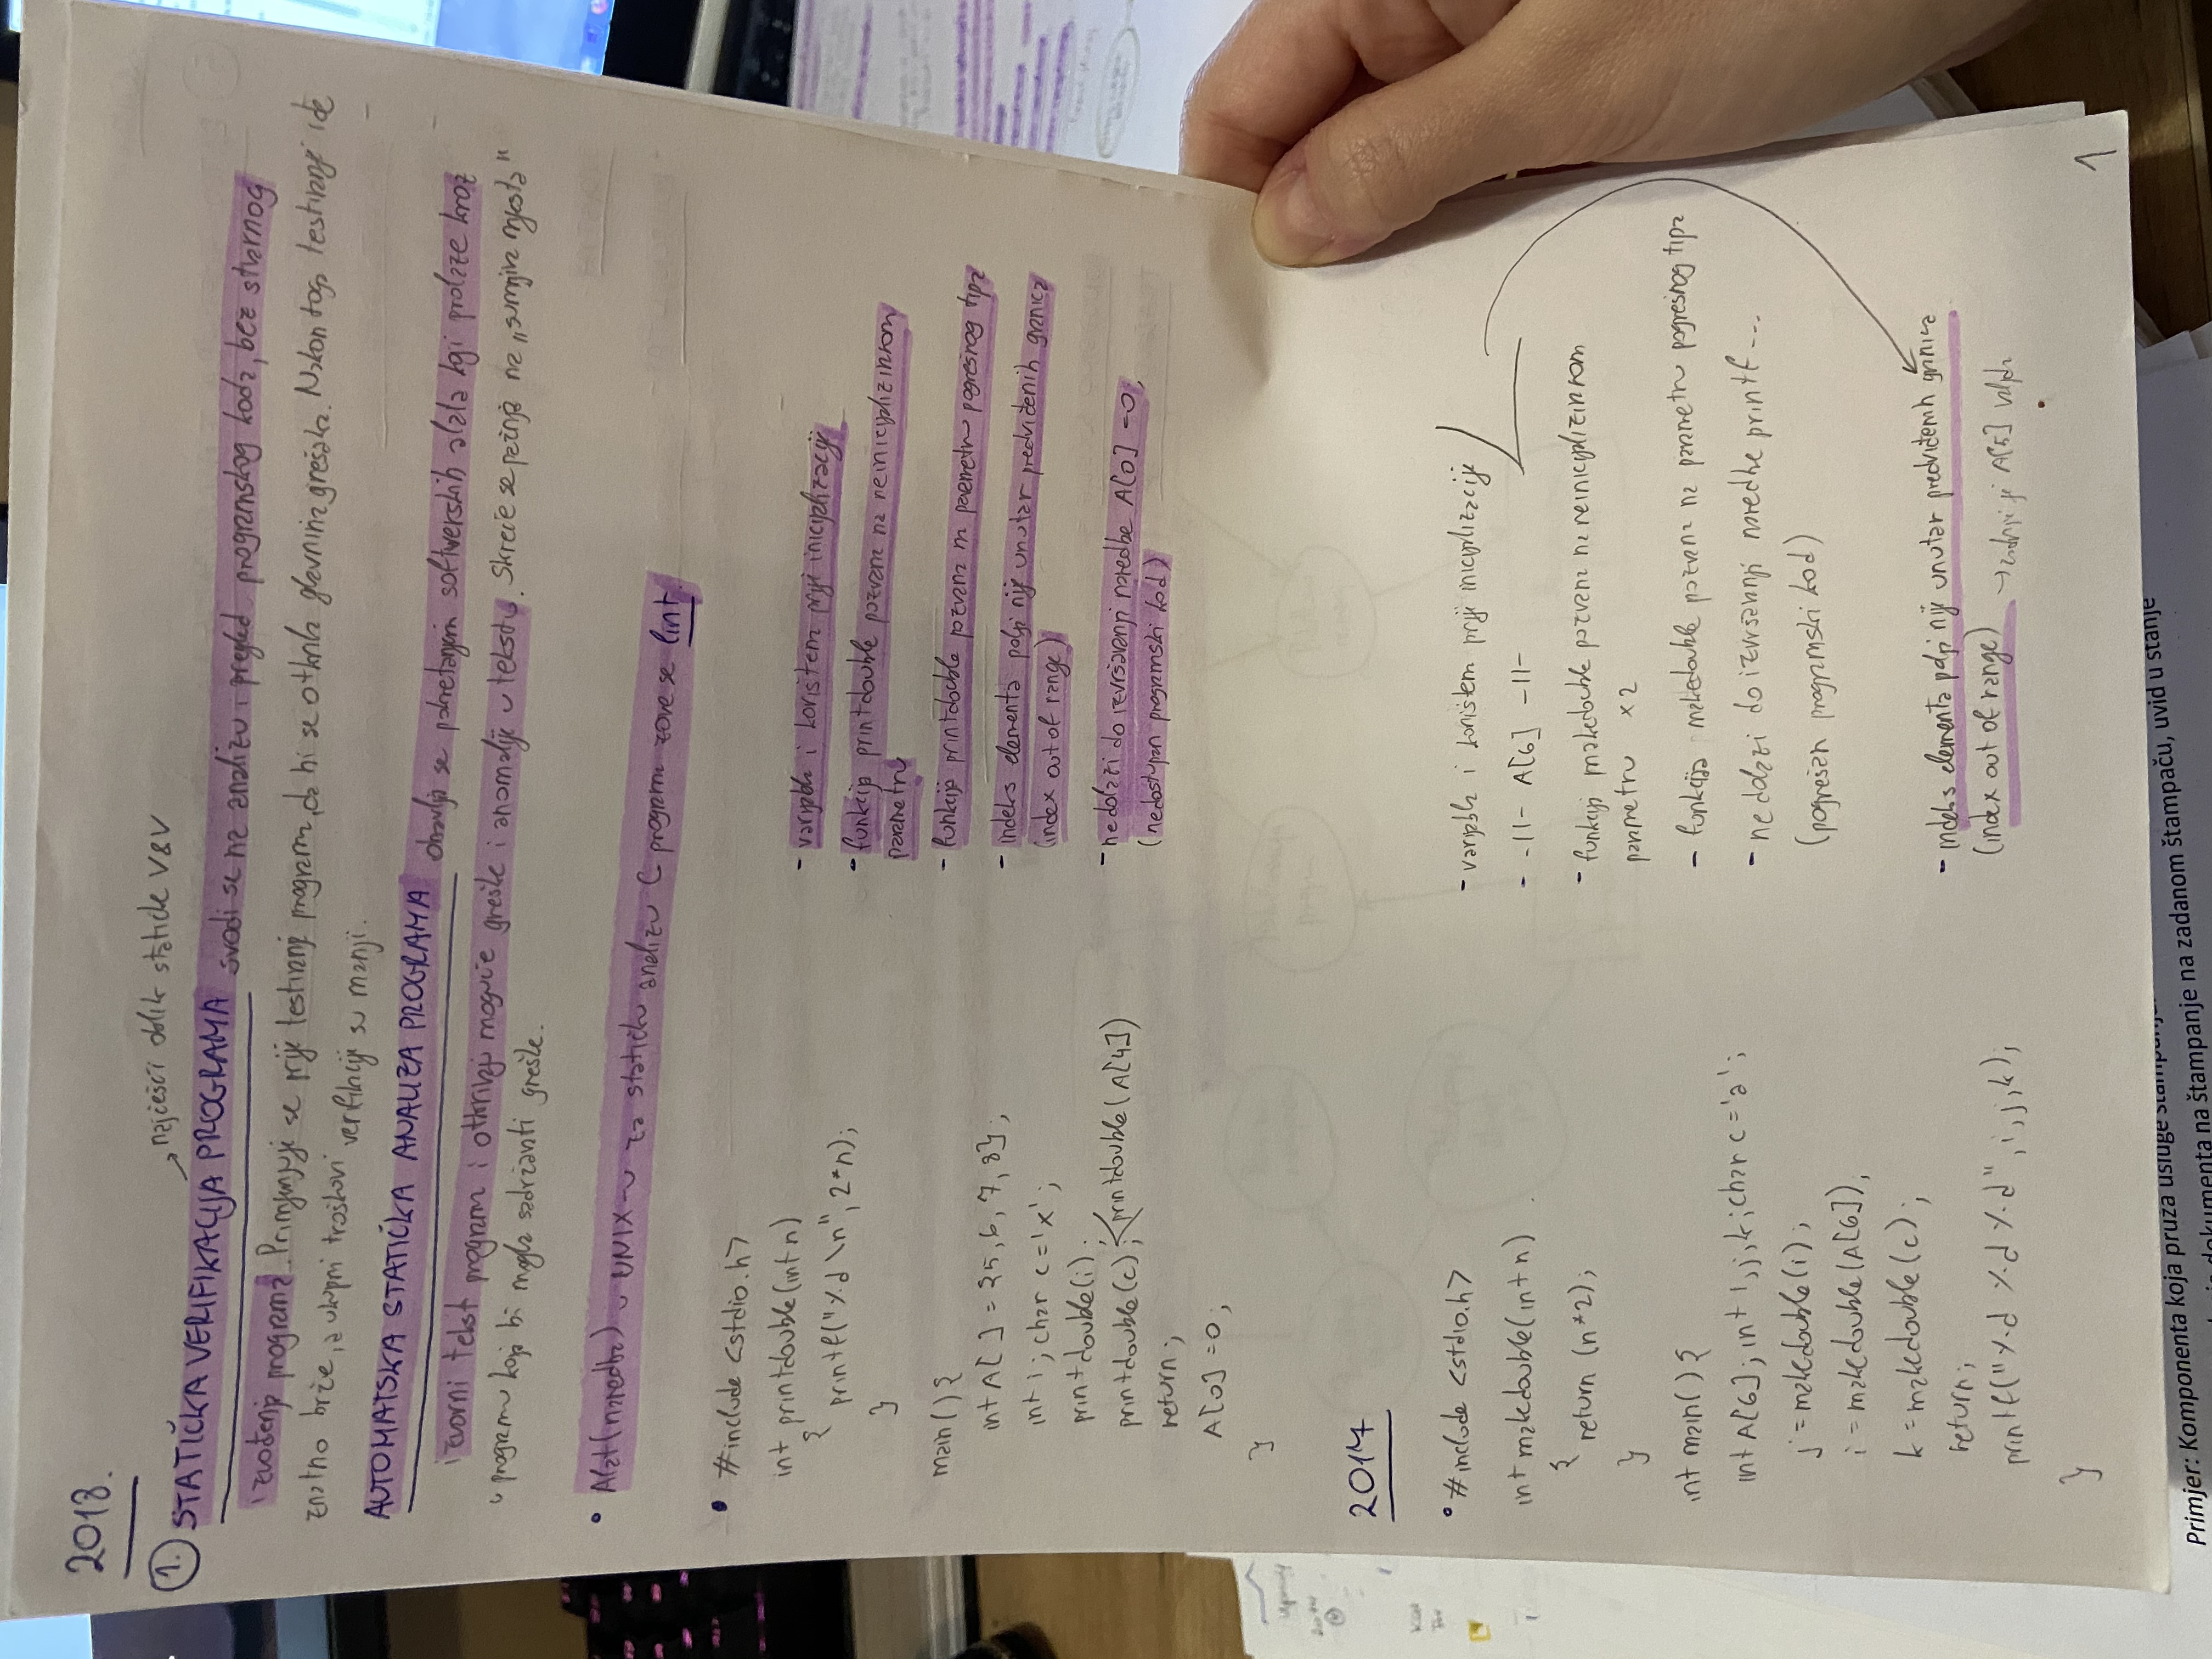 2018.
→ najčešći oblik statičke V&V
1. STATIČKA VERIFIKACIJA PROGRAMA svodi se na analizu i pregled programskog koda, bez stvarnog
izvođenja programa. Primjenjuje se prije testiranja programa, da bi se otkrila glavnina grešaka. Nakon toga testiranje ide
znatno brže, a ukupni troškovi verifikacije su manji.
AUTOMATSKA STATIČKA ANALIZA PROGRAMA obavlja se pokretanjem softverskih alata koji prolaze kroz
izvorni tekst programa i otkrivaju moguće greške i anomalije u tekstu. Skreće se pažnja na „sumnjiva mjesta"
u programu koja bi mogla sadržavati greške.
• Alat (naredba) u UNIX-u za statičku analizu C programa zove se lint.
• #include <stdio.h>
int printdouble(int n)
{
printf("%d \n", 2*n);
}
main() {
int A[ ] = {5, 6, 7, 8};
int i; char c='x';
printdouble(i);
printdouble(c); < printdouble(A[4])
return;
A[0] = 0;
}
- varijabla i korištena prije inicijalizacije
- funkcija printdouble pozvana na neinicijaliziranom
parametru
- funkcija printdouble pozvana na parametru pogrešnog tipa
- indeks elementa polja nije unutar predviđenih granica
(index out of range)
- ne dolazi do izvršavanja naredbe A[0] = 0;
(nedostupan programski kod)
2017
• #include <stdio.h>
int makedouble(int n)
{
return (n*2);
}
int main() {
int A[6]; int i,j,k; char c='a';
j = makedouble(i);
i = makedouble(A[6]);
k = makedouble(c);
return;
printf("%d %d %d", i,j,k);
}
- varijabla i korištena prije inicijalizacije
- -||- A[6] -||-
- funkcija makedouble pozvana na neinicijaliziranom
parametru x2
- funkcija makedouble pozvana na parametru pogrešnog tipa
- ne dolazi do izvršavanja naredbe printf ...
(pogrešan programski kod)
- indeks elementa polja nije unutar predviđenih granica
(index out of range) → zadnji je A[5] valjda
1
Primjer: Komponenta koja pruža usluge štampanja
dokumenta na štampanje na zadanom štampaču, uvid u stanje